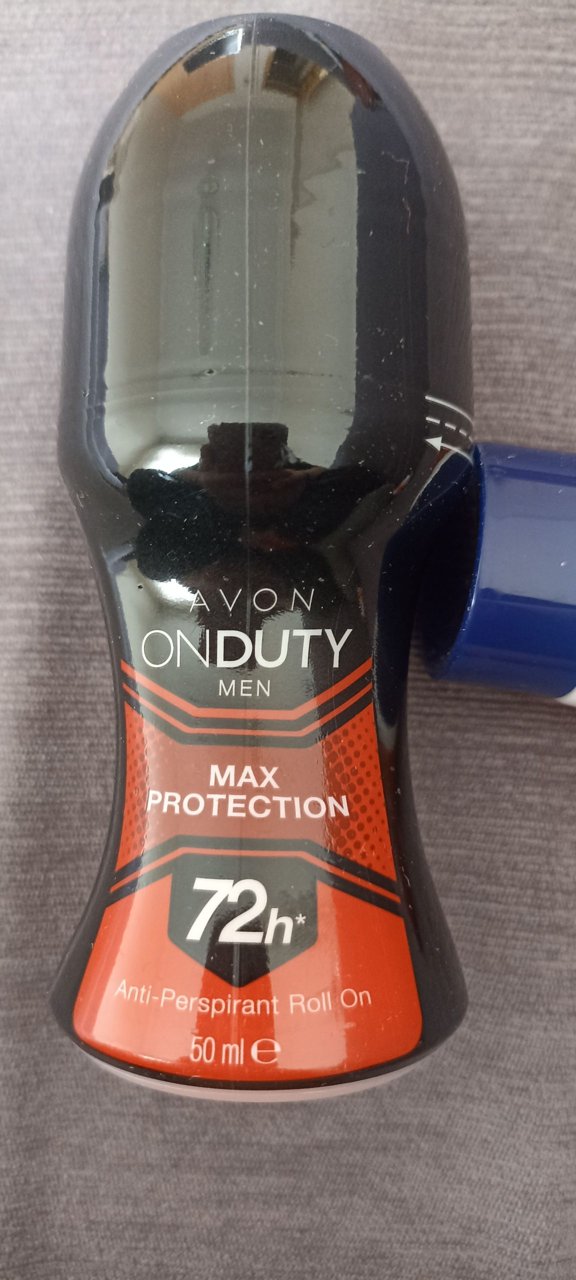 AVON
ONDUTY
MEN
MAX
PROTECTION
72h*
Anti-Perspirant Roll On
50 ml ℮